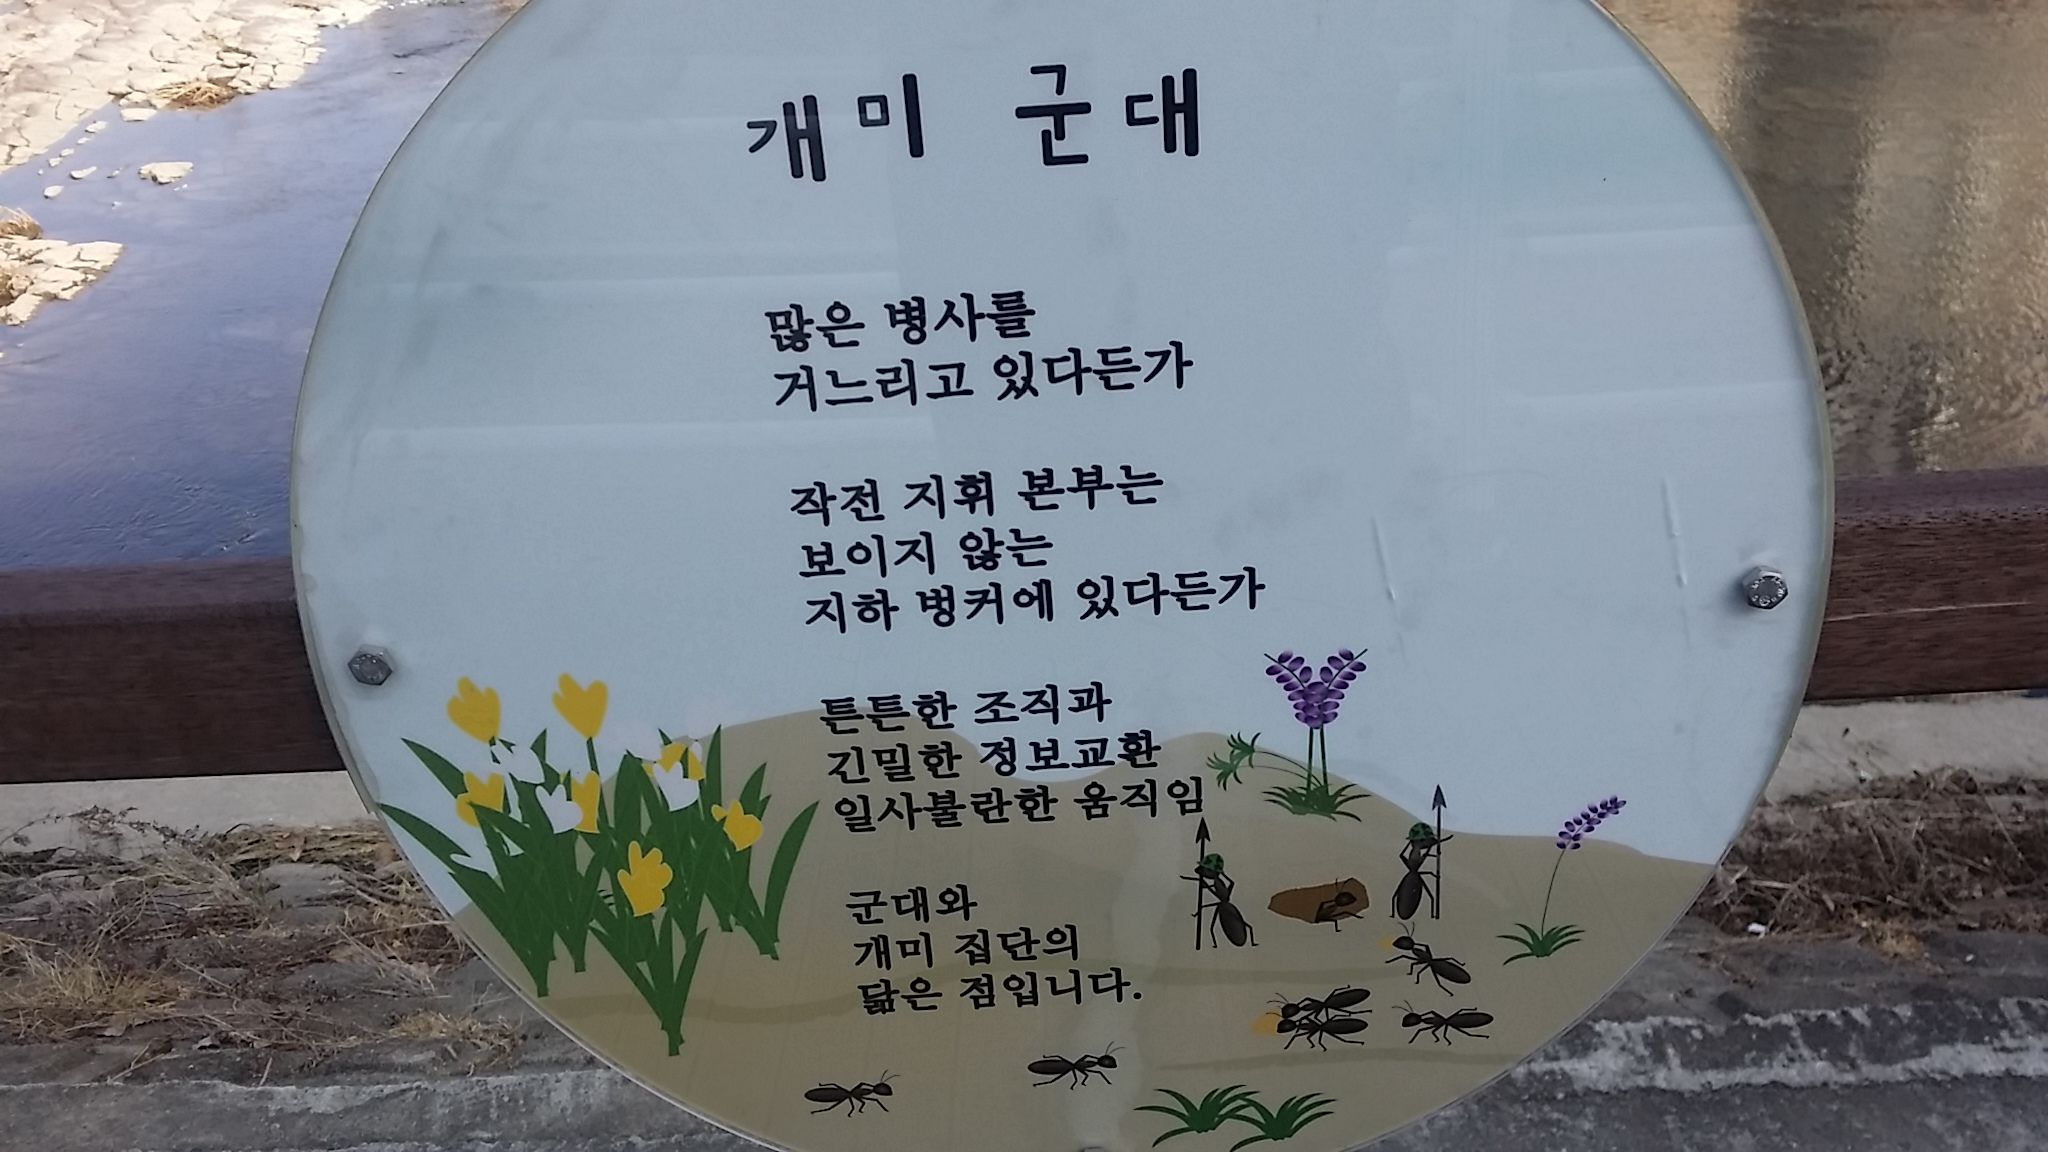 개미 군대
많은 병사를
거느리고 있다든가
작전 지휘 본부는
보이지 않는
지하 벙커에 있다든가
튼튼한 조직과
긴밀한 정보교환
일사불란한 움직임
군대와
개미 집단의
닮은 점입니다.